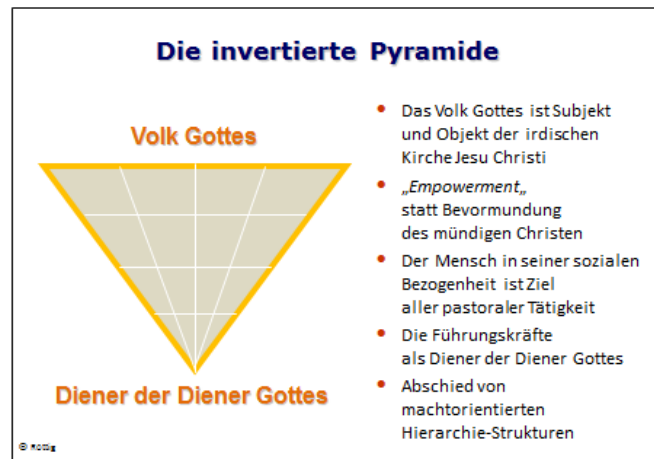 Die invertierte Pyramide
Volk Gottes
Diener der Diener Gottes
• Das Volk Gottes ist Subjekt
und Objekt der irdischen
Kirche Jesu Christi
• „Empowerment„
statt Bevormundung
des mündigen Christen
• Der Mensch in seiner sozialen
Bezogenheit ist Ziel
aller pastoraler Tätigkeit
• Die Führungskräfte
als Diener der Diener Gottes
• Abschied von
machtorientierten
Hierarchie-Strukturen
©